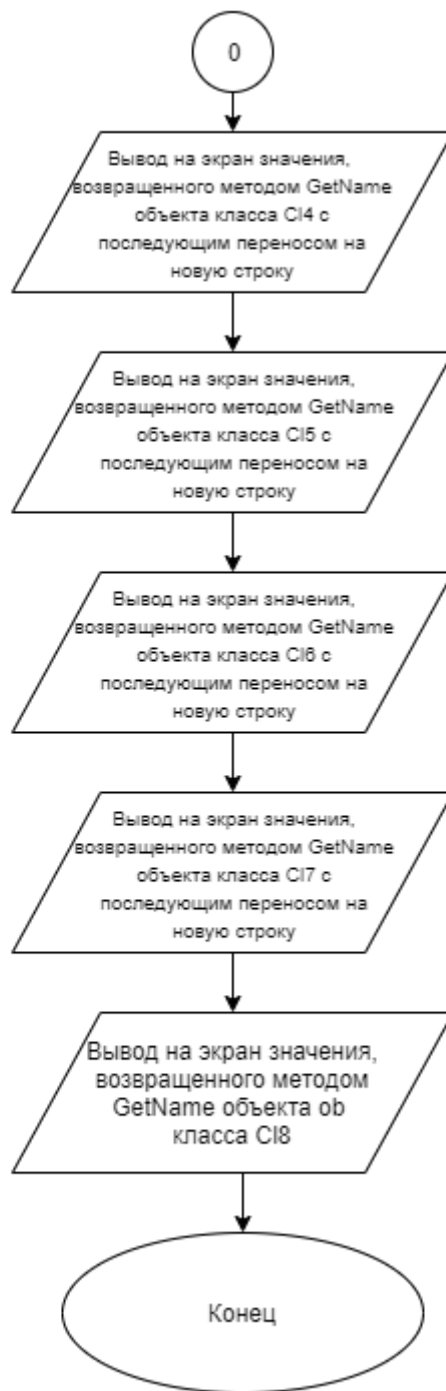 0
Вывод на экран значения,
возвращенного методом GetName
объекта класса Cl4 с
последующим переносом на
новую строку
Вывод на экран значения,
возвращенного методом GetName
объекта класса Cl5 с
последующим переносом на
новую строку
Вывод на экран значения,
возвращенного методом GetName
объекта класса Cl6 с
последующим переносом на
новую строку
Вывод на экран значения,
возвращенного методом GetName
объекта класса Cl7 с
последующим переносом на
новую строку
Вывод на экран значения,
возвращенного методом
GetName объекта ob
класса Cl8
Конец